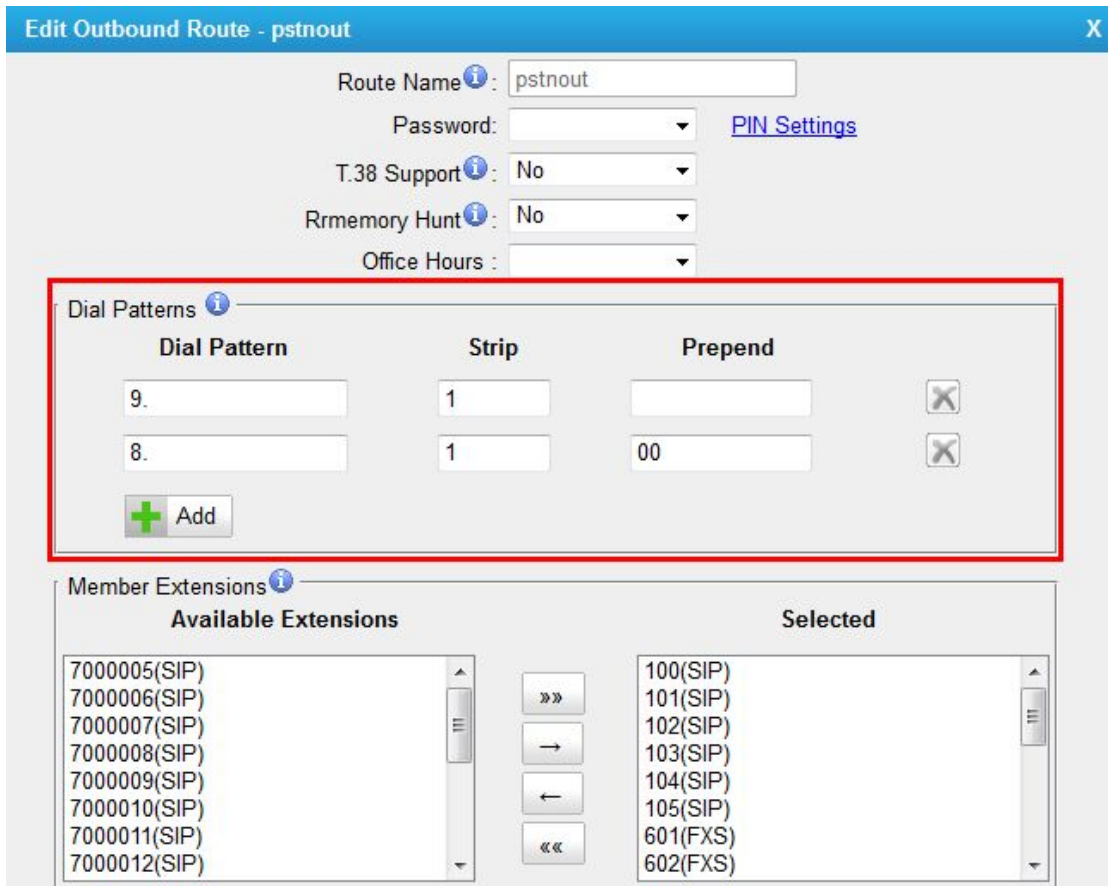 Edit Outbound Route - pstnout X
Route Name i : pstnout
Password: PIN Settings
T.38 Support i : No
Rrmemory Hunt i : No
Office Hours :
Dial Patterns i
Dial Pattern Strip Prepend
9. 1
8. 1 00
Add
Member Extensions i
Available Extensions Selected
7000005(SIP) 100(SIP)
7000006(SIP) »» 101(SIP)
7000007(SIP) 102(SIP)
7000008(SIP) → 103(SIP)
7000009(SIP) 104(SIP)
7000010(SIP) ← 105(SIP)
7000011(SIP) «« 601(FXS)
7000012(SIP) 602(FXS)